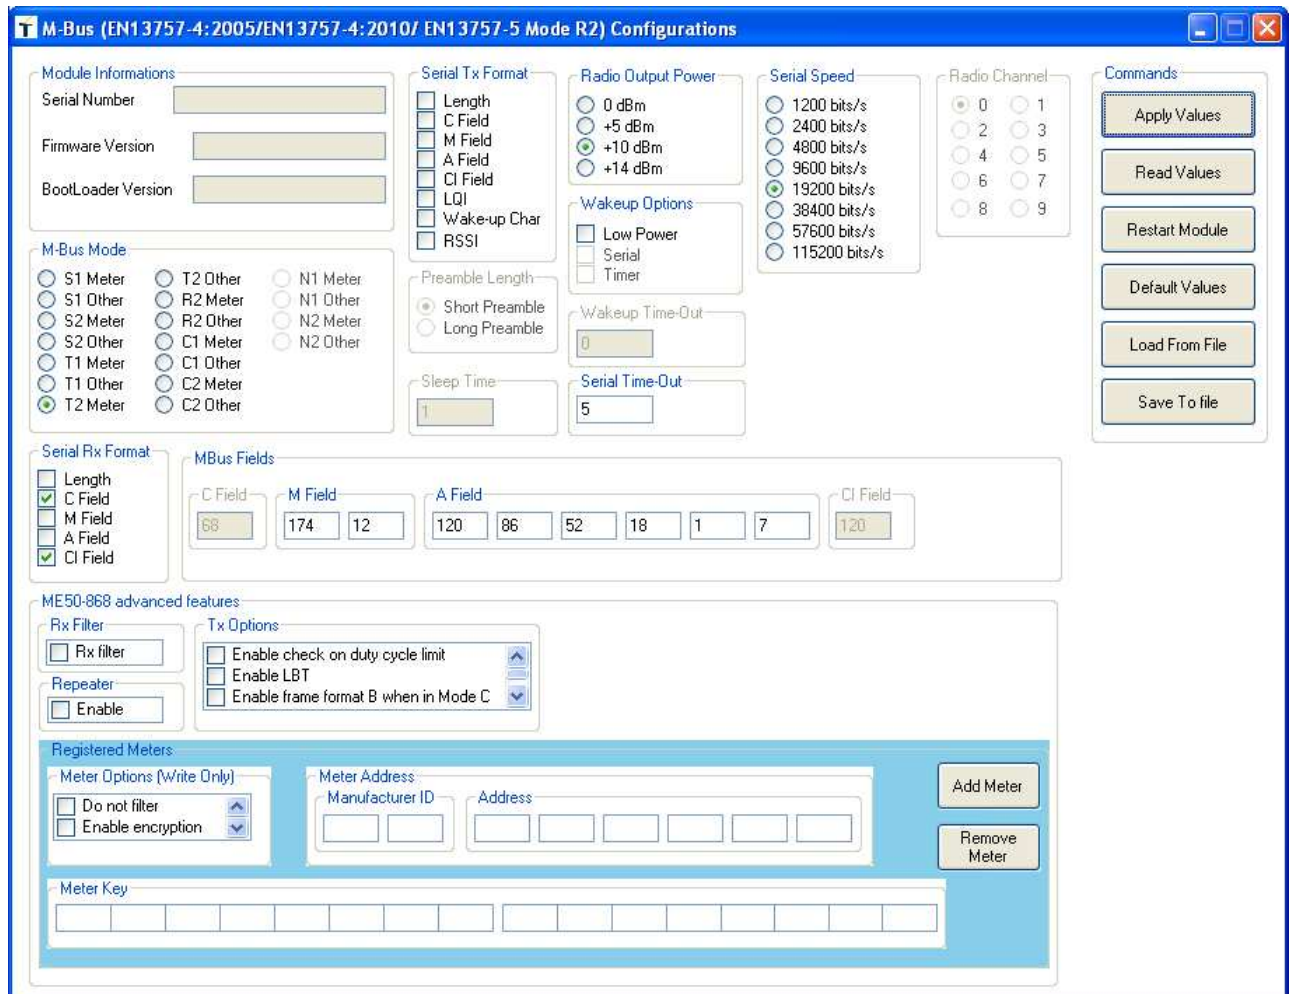 M-Bus (EN13757-4:2005/EN13757-4:2010/ EN13757-5 Mode R2) Configurations
Module Informations
Serial Number
Firmware Version
BootLoader Version
M-Bus Mode
S1 Meter
S1 Other
S2 Meter
S2 Other
T1 Meter
T1 Other
T2 Meter
T2 Other
R2 Meter
R2 Other
C1 Meter
C1 Other
C2 Meter
C2 Other
N1 Meter
N1 Other
N2 Meter
N2 Other
Serial Tx Format
Length
C Field
M Field
A Field
CI Field
LQI
Wake-up Char
RSSI
Preamble Length
Short Preamble
Long Preamble
Sleep Time
1
Radio Output Power
0 dBm
+5 dBm
+10 dBm
+14 dBm
Wakeup Options
Low Power
Serial
Timer
Wakeup Time-Out
0
Serial Time-Out
5
Serial Speed
1200 bits/s
2400 bits/s
4800 bits/s
9600 bits/s
19200 bits/s
38400 bits/s
57600 bits/s
115200 bits/s
Radio Channel
0 1
2 3
4 5
6 7
8 9
Commands
Apply Values
Read Values
Restart Module
Default Values
Load From File
Save To file
Serial Rx Format
Length
C Field
M Field
A Field
CI Field
MBus Fields
C Field
68
M Field
174 12
A Field
120 86 52 18 1 7
CI Field
120
ME50-868 advanced features
Rx Filter
Rx filter
Repeater
Enable
Tx Options
Enable check on duty cycle limit
Enable LBT
Enable frame format B when in Mode C
Registered Meters
Meter Options (Write Only)
Do not filter
Enable encryption
Meter Address
Manufacturer ID
Address
Add Meter
Remove
Meter
Meter Key